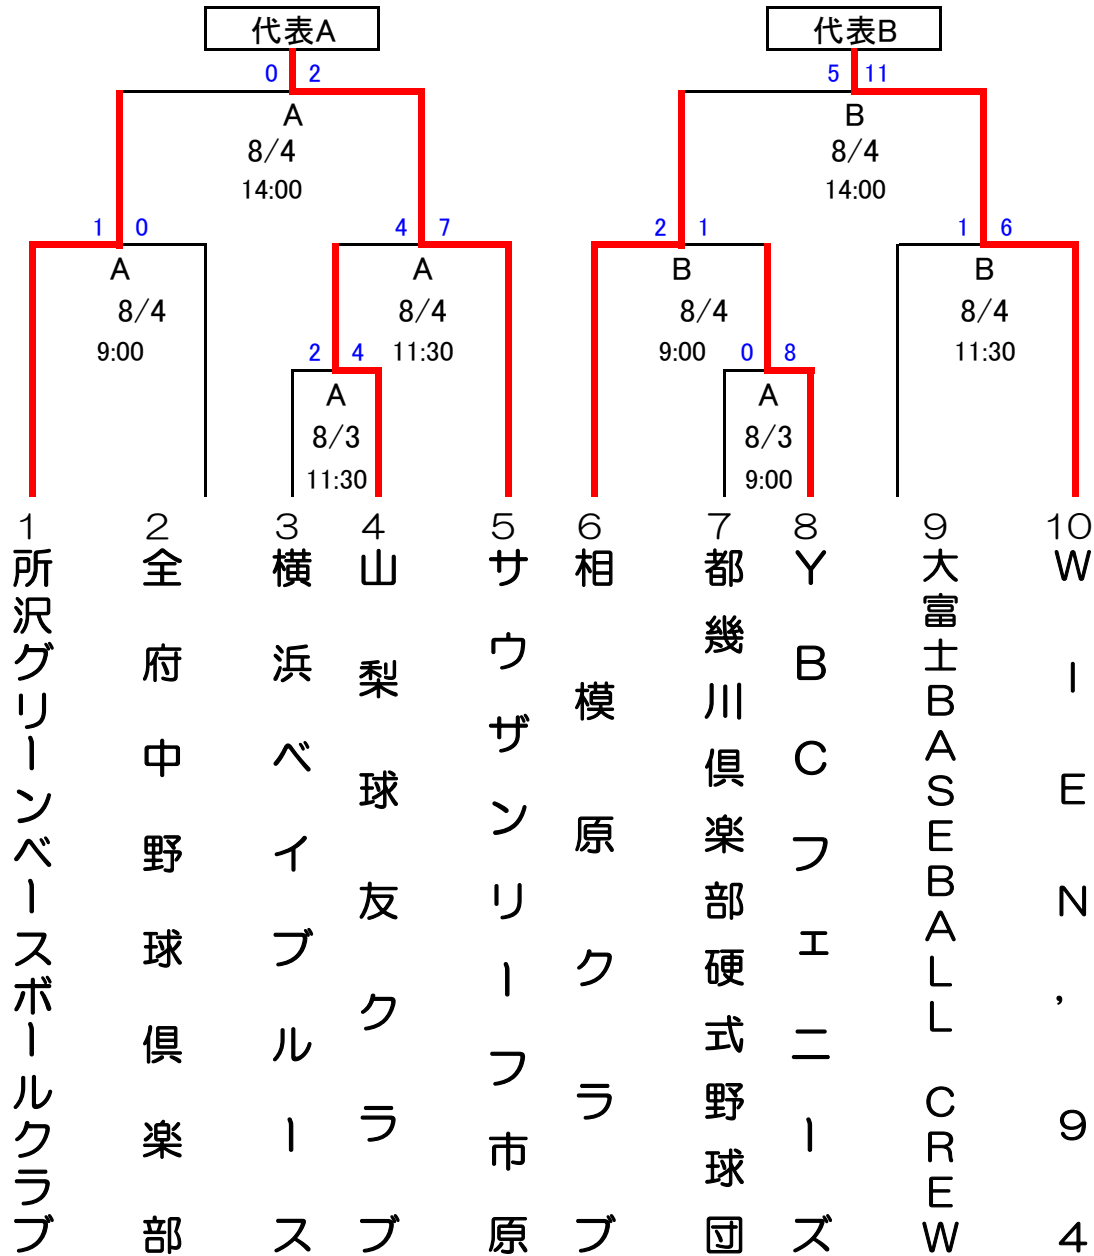 代表A 代表B
0 2 5 11
A B
8/4 8/4
14:00 14:00
1 0 4 7 2 1 1 6
A A B B
8/4 8/4 8/4 8/4
9:00 2 4 11:30 9:00 0 8 11:30
A A
8/3 8/3
11:30 9:00
1 2 3 4 5 6 7 8 9 10
所沢グリーンベースボールクラブ
全府中野球倶楽部
横浜ベイブルース
山梨球友クラブ
サウザンリーフ市原
相模原クラブ
都幾川倶楽部硬式野球団
YBCフェニーズ
大富士BASEBALL CREW
WIEN’94